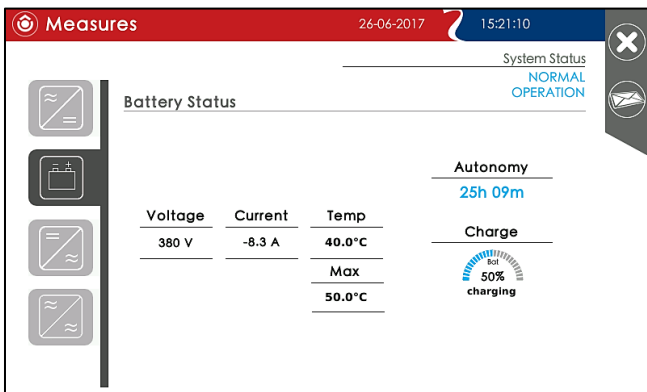 Measures 26-06-2017 15:21:10
System Status
NORMAL
OPERATION
Battery Status
Autonomy
25h 09m
Voltage Current Temp
380 V -8.3 A 40.0°C
Max
50.0°C
Charge
Bat
50%
charging